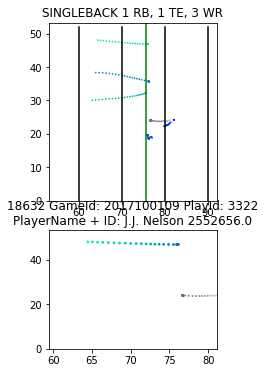 SINGLEBACK 1 RB, 1 TE, 3 WR
50
40
30
20
10
0
60 70 80 90
18632 GameId: 2017100109 PlayId: 3322
PlayerName + ID: J.J. Nelson 2552656.0
40
20
0
60 65 70 75 80